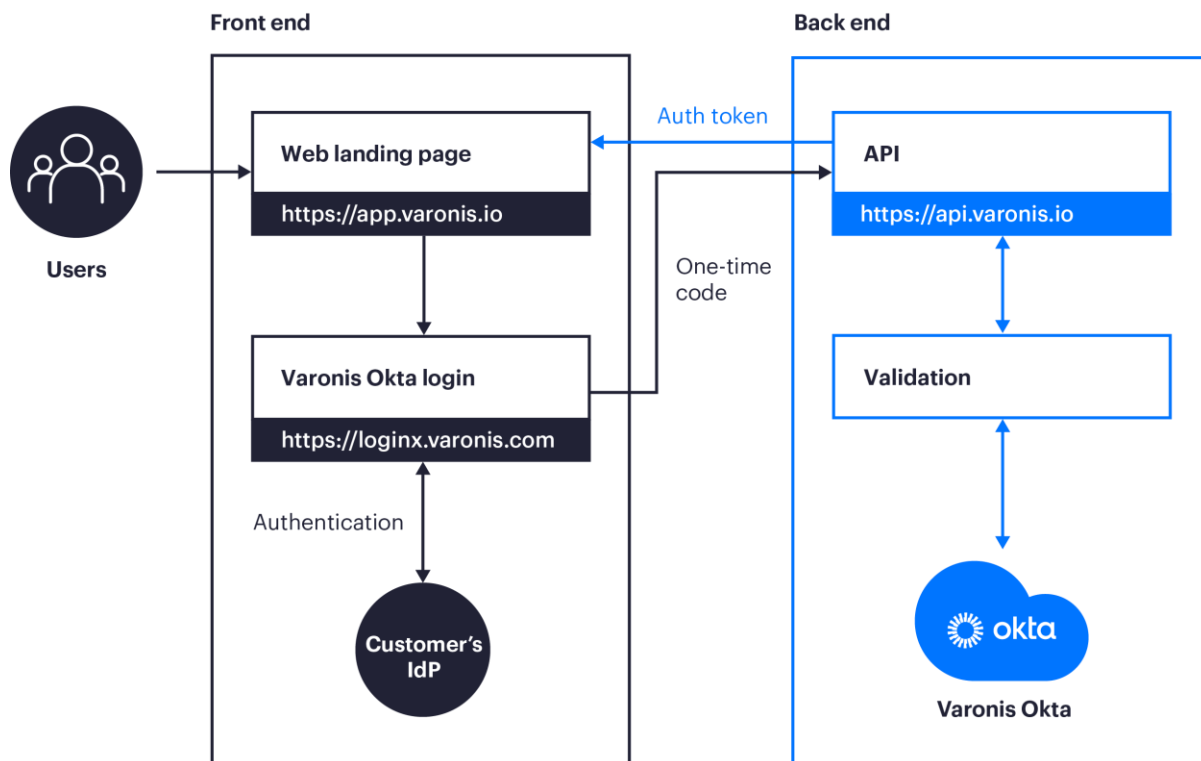 Front end
Back end
Users
Web landing page
https://app.varonis.io
Auth token
API
https://api.varonis.io
One-time
code
Varonis Okta login
https://loginx.varonis.com
Validation
Authentication
Customer’s
IdP
okta
Varonis Okta